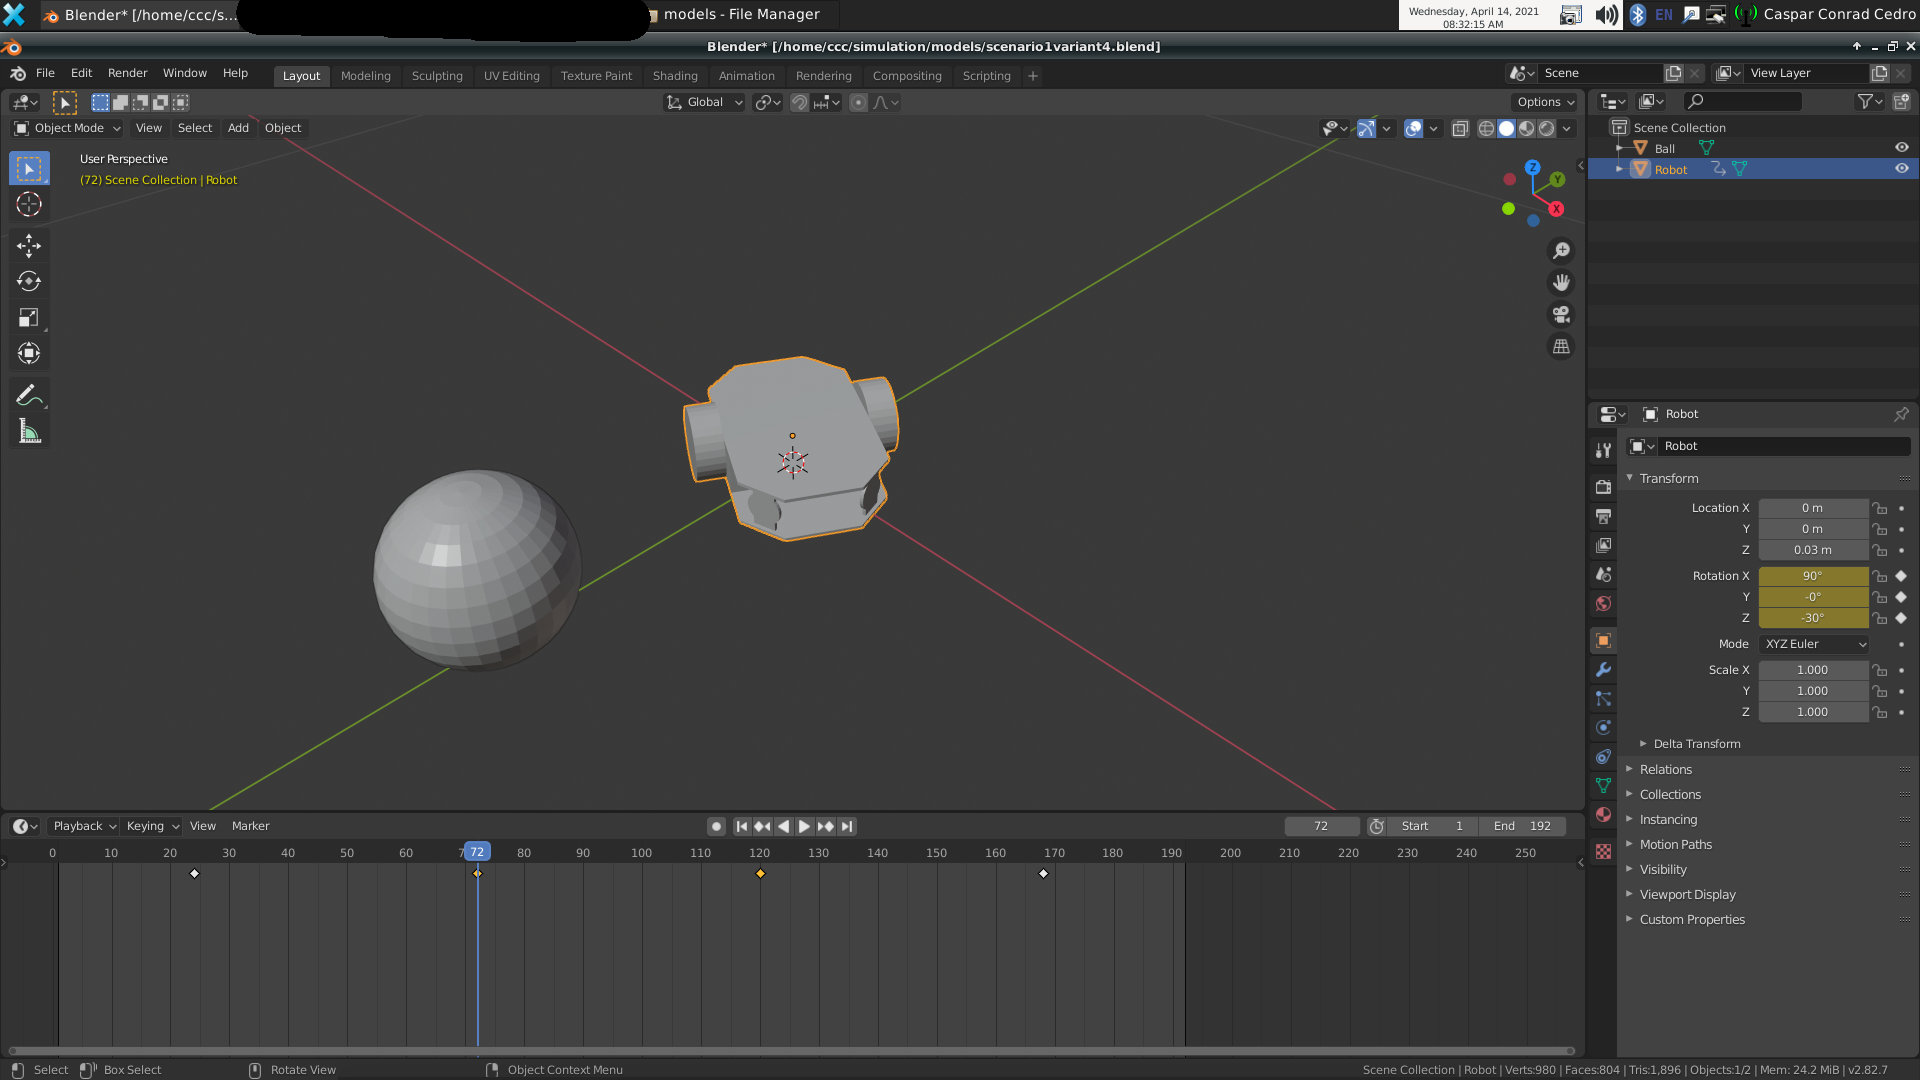 Blender* [/home/ccc/s...
models - File Manager
Wednesday, April 14, 2021
08:32:15 AM
EN
Caspar Conrad Cedro
Blender* [/home/ccc/simulation/models/scenario1variant4.blend]
File Edit Render Window Help
Layout Modeling Sculpting UV Editing Texture Paint Shading Animation Rendering Compositing Scripting +
Scene
View Layer
Global
Options
Object Mode View Select Add Object
User Perspective
(72) Scene Collection | Robot
Z
Y
X
Scene Collection
Ball
Robot
Robot
Robot
Transform
Location X 0 m
Y 0 m
Z 0.03 m
Rotation X 90°
Y -0°
Z -30°
Mode XYZ Euler
Scale X 1.000
Y 1.000
Z 1.000
Delta Transform
Relations
Collections
Instancing
Motion Paths
Visibility
Viewport Display
Custom Properties
Playback Keying View Marker
72 Start 1 End 192
0 10 20 30 40 50 60 72 80 90 100 110 120 130 140 150 160 170 180 190 200 210 220 230 240 250
Select Box Select Rotate View Object Context Menu
Scene Collection | Robot | Verts:980 | Faces:804 | Tris:1,896 | Objects:1/2 | Mem: 24.2 MiB | v2.82.7